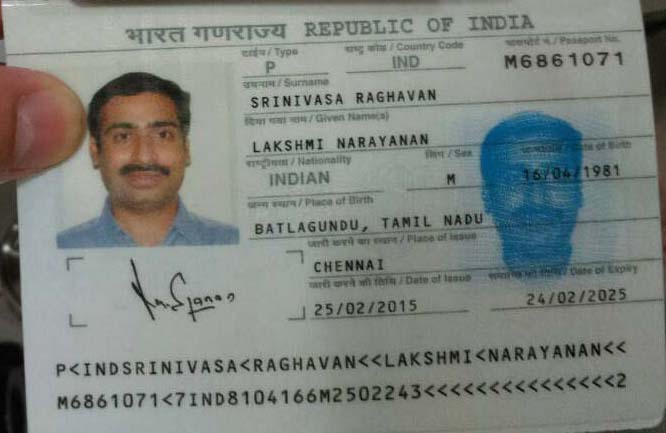 भारत गणराज्य REPUBLIC OF INDIA
टाईप / Type राष्ट्र कोड / Country Code पासपोर्ट नं. / Passport No.
P IND M6861071
उपनाम / Surname
SRINIVASA RAGHAVAN
दिया गया नाम / Given Name(s)
LAKSHMI NARAYANAN
राष्ट्रीयता / Nationality लिंग / Sex जन्मतिथि / Date of Birth
INDIAN M 16/04/1981
जन्म स्थान / Place of Birth
BATLAGUNDU, TAMIL NADU
जारी करने का स्थान / Place of Issue
CHENNAI
जारी करने की तिथि / Date of Issue समाप्ति की तिथि / Date of Expiry
25/02/2015 24/02/2025
P<INDSRINIVASA<RAGHAVAN<<LAKSHMI<NARAYANAN<<
M6861071<7IND8104166M2502243<<<<<<<<<<<<<<<2